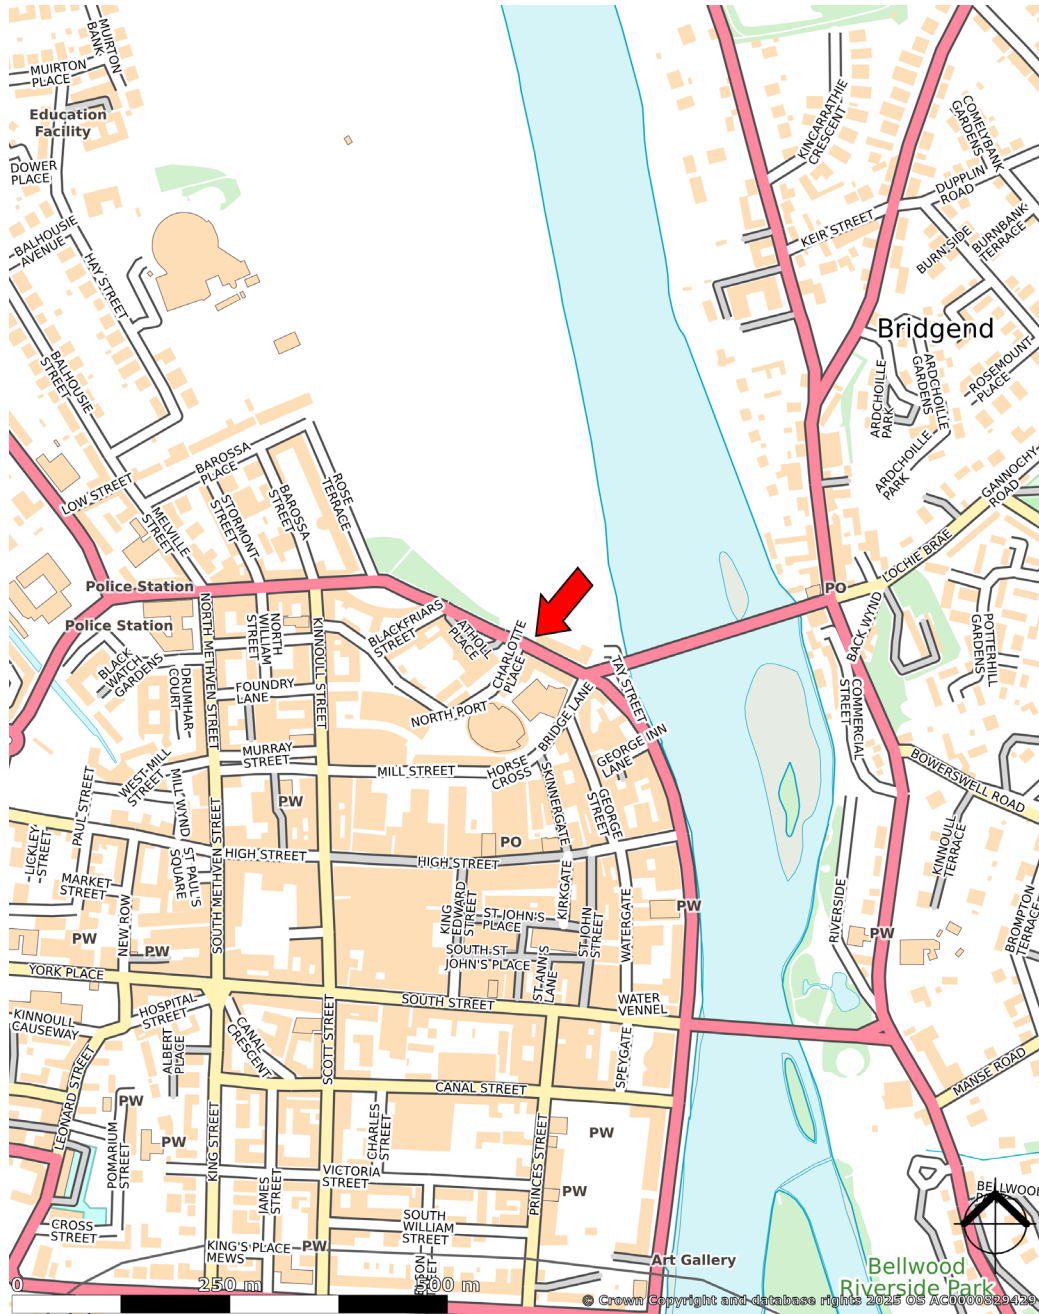 MUIRTON
BANK
MUIRTON
PLACE
Education
Facility
DOWER
PLACE
BALHOUSIE
AVENUE
HAY STREET
BALHOUSIE
STREET
KINCARRATHIE
CRESCENT
COMELYBANK
GARDENS
DUPPLIN
ROAD
KEIR STREET
BURNSIDE
BURNBANK
TERRACE
Bridgend
ARDCHOILLE
PARK
ARDCHOILLE
GARDENS
ROSEMOUNT
PLACE
ARDCHOILLE
PARK
GANNOCHY
ROAD
LOW STREET
BAROSSA
PLACE
ROSE
TERRACE
BAROSSA
STREET
STORMONT
STREET
MELVILLE
STREET
LOCHIE BRAE
Police Station
PO
Police Station
NORTH METHVEN STREET
NORTH
WILLIAM
STREET
KINNOULL STREET
BLACKFRIARS
STREET
ATHOLL
PLACE
CHARLOTTE
PLACE
BACK WYND
POTTERHILL
GARDENS
BLACK
WATCH
GARDENS
DRUMHAR
COURT
FOUNDRY
LANE
NORTH PORT
TAY STREET
BRIDGE LANE
COMMERCIAL
STREET
GEORGE INN
LANE
MURRAY
STREET
MILL STREET
HORSE
CROSS
WEST MILL
STREET
MILL WYND
PAUL STREET
PW
SKINNERGATE
GEORGE
STREET
BOWERSWELL ROAD
LICKLEY
STREET
PO
HIGH STREET
HIGH STREET
SOUTH METHVEN STREET
ST PAUL'S
SQUARE
MARKET
STREET
NEW ROW
KINNOULL
TERRACE
KING
EDWARD
STREET
KIRKGATE
ST JOHN'S
PLACE
ST JOHN
STREET
WATERGATE
PW
RIVERSIDE
PW
BROMPTON
TERRACE
PW
PW
SOUTH ST
JOHN'S PLACE
ST ANN'S
LANE
YORK PLACE
SOUTH STREET
WATER
VENNEL
HOSPITAL
STREET
KINNOULL
CAUSEWAY
ALBERT
PLACE
CANAL
CRESCENT
SCOTT STREET
SPEYGATE
LEONARD STREET
CANAL STREET
MANSE ROAD
PW
CHARLES
STREET
PW
PW
POMARIUM
STREET
KING STREET
PRINCES STREET
VICTORIA
STREET
JAMES
STREET
PW
CROSS
STREET
SOUTH
WILLIAM
STREET
KING'S PLACE
MEWS
PW
Art Gallery
Bellwood
Riverside Park
0
250 m
500 m
© Crown Copyright and database rights 2025 OS AC0000829429